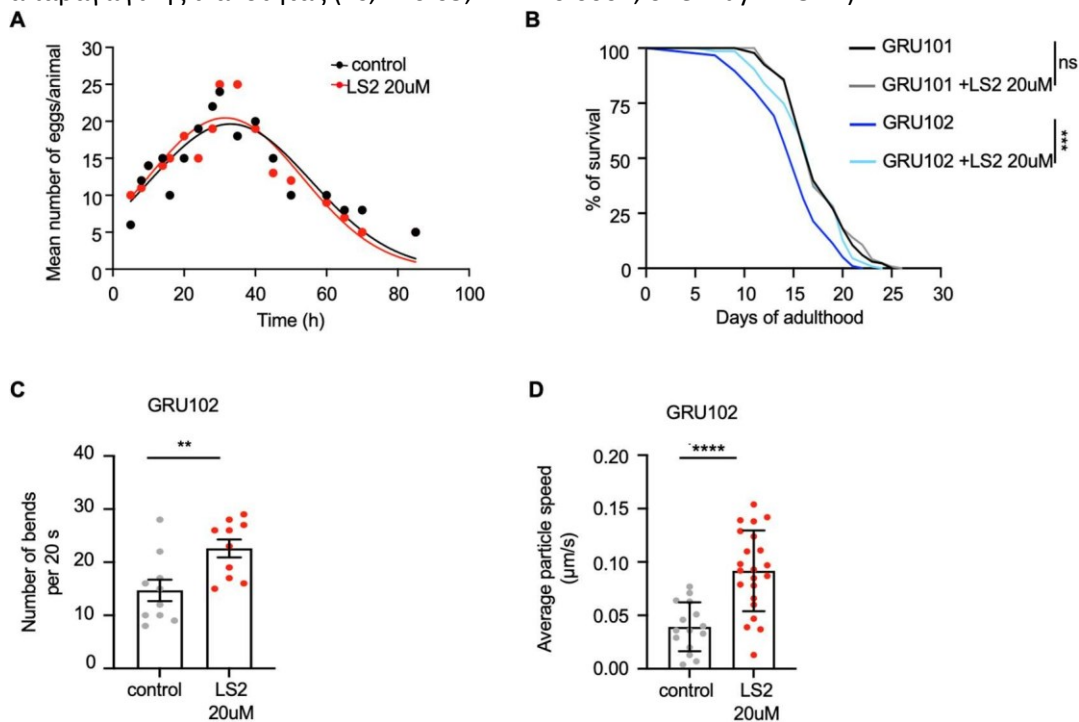 A
Mean number of eggs/animal
30
25
20
15
10
5
0
0 20 40 60 80 100
Time (h)
control
LS2 20uM
B
% of survival
100
75
50
25
0
0 5 10 15 20 25 30
Days of adulthood
GRU101
GRU101 +LS2 20uM
ns
GRU102
GRU102 +LS2 20uM
***
C
GRU102
**
Number of bends
per 20 s
40
30
20
10
0
control LS2
20uM
D
GRU102
****
Average particle speed
(μm/s)
0.20
0.15
0.10
0.05
0.00
control LS2
20uM